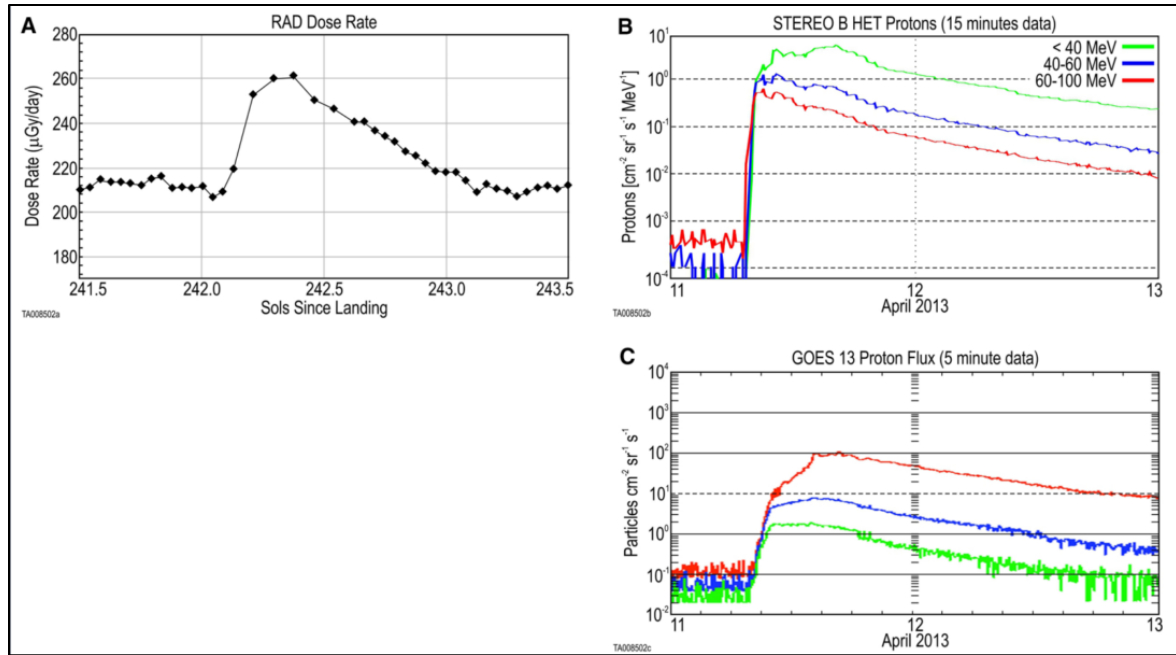 A
RAD Dose Rate
280
260
240
220
200
180
Dose Rate (μGy/day)
241.5 242.0 242.5 243.0 243.5
Sols Since Landing
TA008502a
B
STEREO B HET Protons (15 minutes data)
10¹
10⁰
10⁻¹
10⁻²
10⁻³
10⁻⁴
Protons [cm⁻² sr⁻¹ s⁻¹ MeV⁻¹]
< 40 MeV
40-60 MeV
60-100 MeV
11 12 13
April 2013
TA008502b
C
GOES 13 Proton Flux (5 minute data)
10⁴
10³
10²
10¹
10⁰
10⁻¹
10⁻²
Particles cm⁻² sr⁻¹ s
11 12 13
April 2013
TA008502c